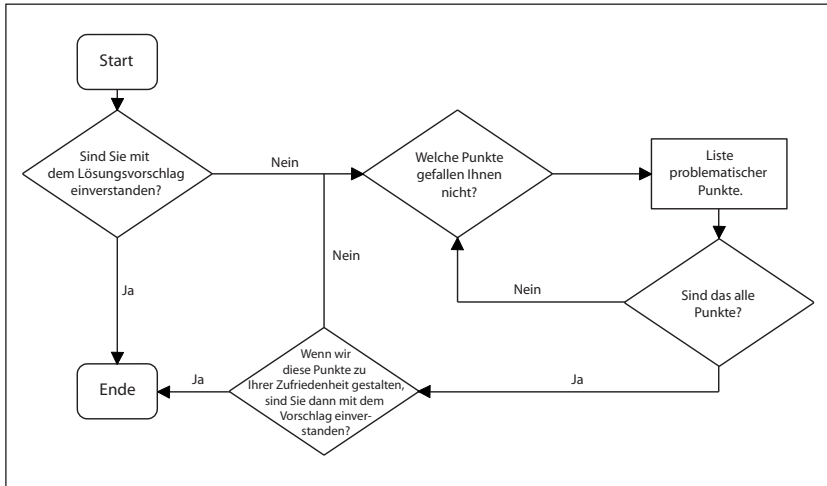 Start
Sind Sie mit
dem Lösungsvorschlag
einverstanden?
Nein
Welche Punkte
gefallen Ihnen
nicht?
Liste
problematischer
Punkte.
Nein
Ja
Nein
Sind das alle
Punkte?
Ende
Ja
Wenn wir
diese Punkte zu
Ihrer Zufriedenheit gestalten,
sind Sie dann mit dem
Vorschlag einver-
standen?
Ja